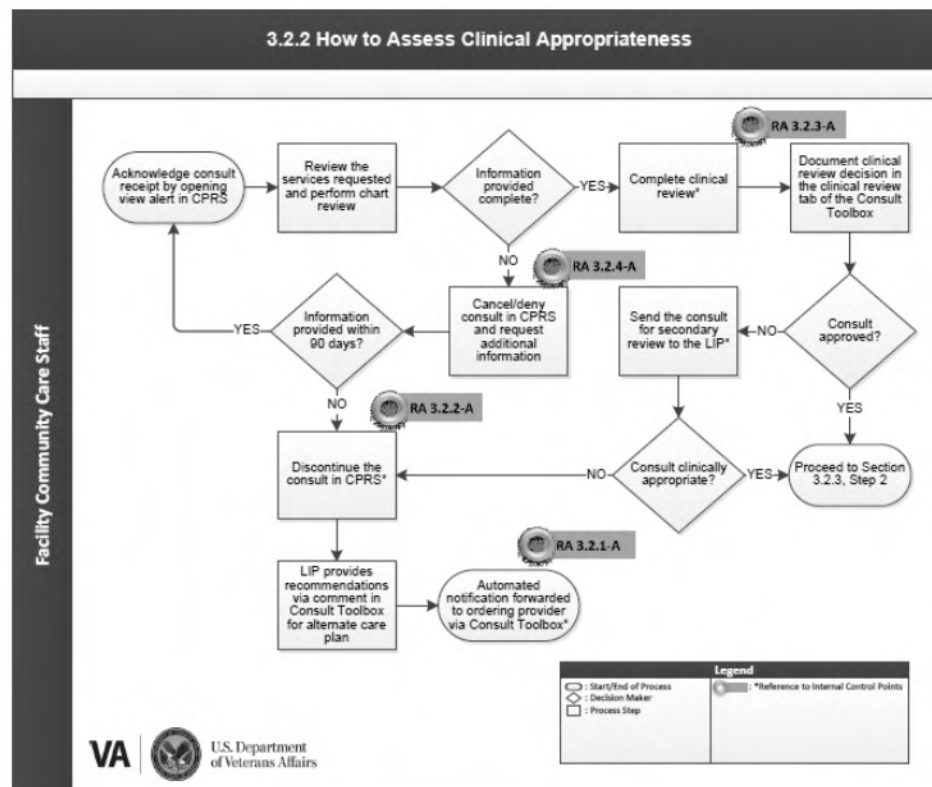 3.2.2 How to Assess Clinical Appropriateness
Facility Community Care Staff
Acknowledge consult
receipt by opening
view alert in CPRS
Review the
services requested
and perform chart
review
Information
provided
complete?
YES
Complete clinical
review*
RA 3.2.3-A
Document clinical
review decision in
the clinical review
tab of the Consult
Toolbox
NO
RA 3.2.4-A
YES
Information
provided within
90 days?
Cancel/deny
consult in CPRS
and request
additional
information
Send the consult
for secondary
review to the LIP*
NO
Consult
approved?
NO
RA 3.2.2-A
YES
Discontinue the
consult in CPRS*
NO
Consult clinically
appropriate?
YES
Proceed to Section
3.2.3, Step 2
RA 3.2.1-A
LIP provides
recommendations
via comment in
Consult Toolbox
for alternate care
plan
Automated
notification forwarded
to ordering provider
via Consult Toolbox*
Legend
: Start/End of Process
: Decision Maker
: Process Step
: *Reference to Internal Control Points
VA
U.S. Department
of Veterans Affairs